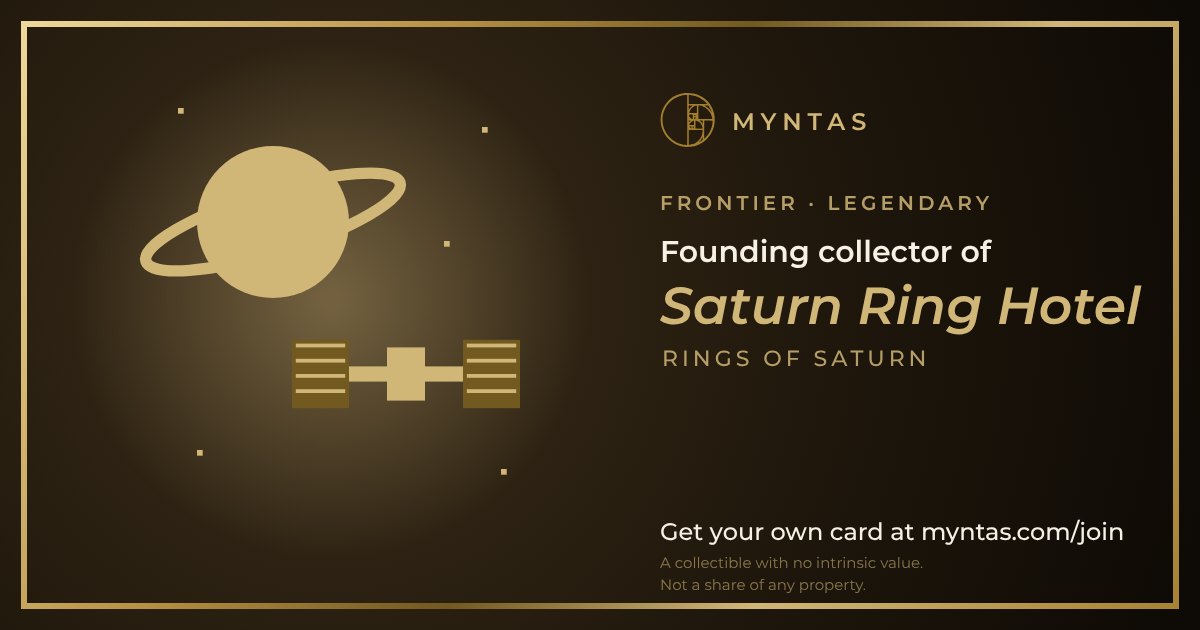 MYNTAS
FRONTIER · LEGENDARY
Founding collector of
Saturn Ring Hotel
RINGS OF SATURN
Get your own card at myntas.com/join
A collectible with no intrinsic value.
Not a share of any property.